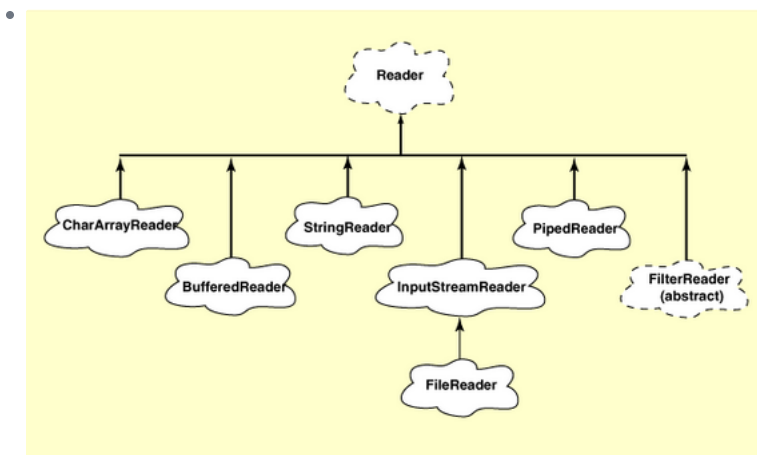 Reader
CharArrayReader
StringReader
PipedReader
BufferedReader
InputStreamReader
FilterReader
(abstract)
FileReader